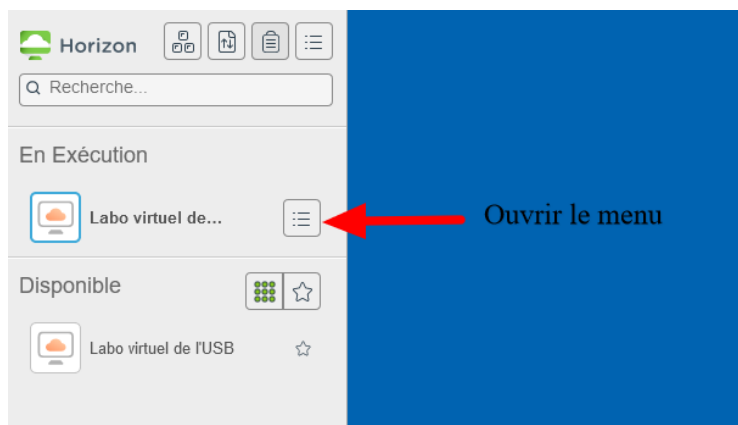 Horizon
Recherche...
En Exécution
Labo virtuel de...
Ouvrir le menu
Disponible
Labo virtuel de l'USB